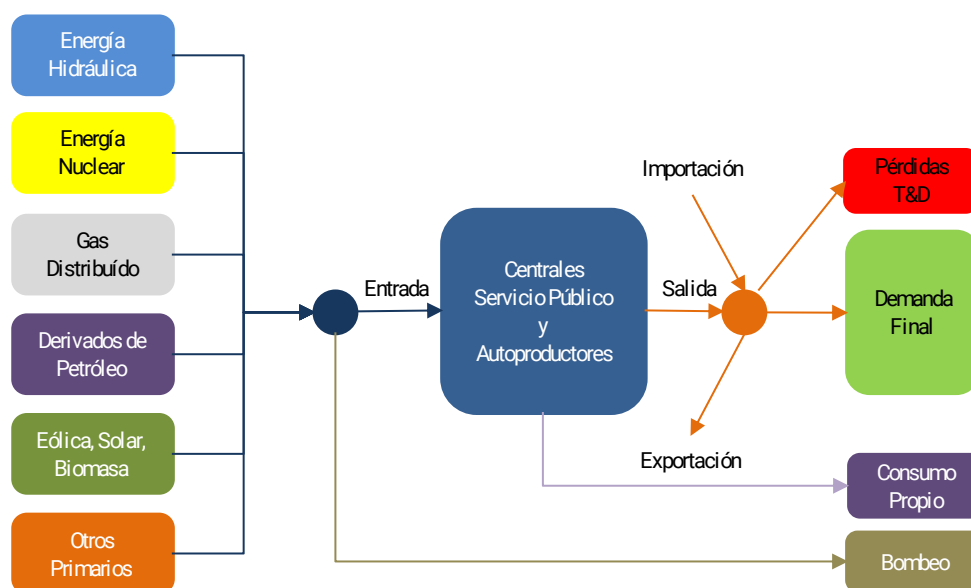 Energía
Hidráulica
Energía
Nuclear
Gas
Distribuído
Derivados de
Petróleo
Eólica, Solar,
Biomasa
Otros
Primarios
Entrada
Centrales
Servicio Público
y
Autoproductores
Importación
Salida
Exportación
Pérdidas
T&D
Demanda
Final
Consumo
Propio
Bombeo